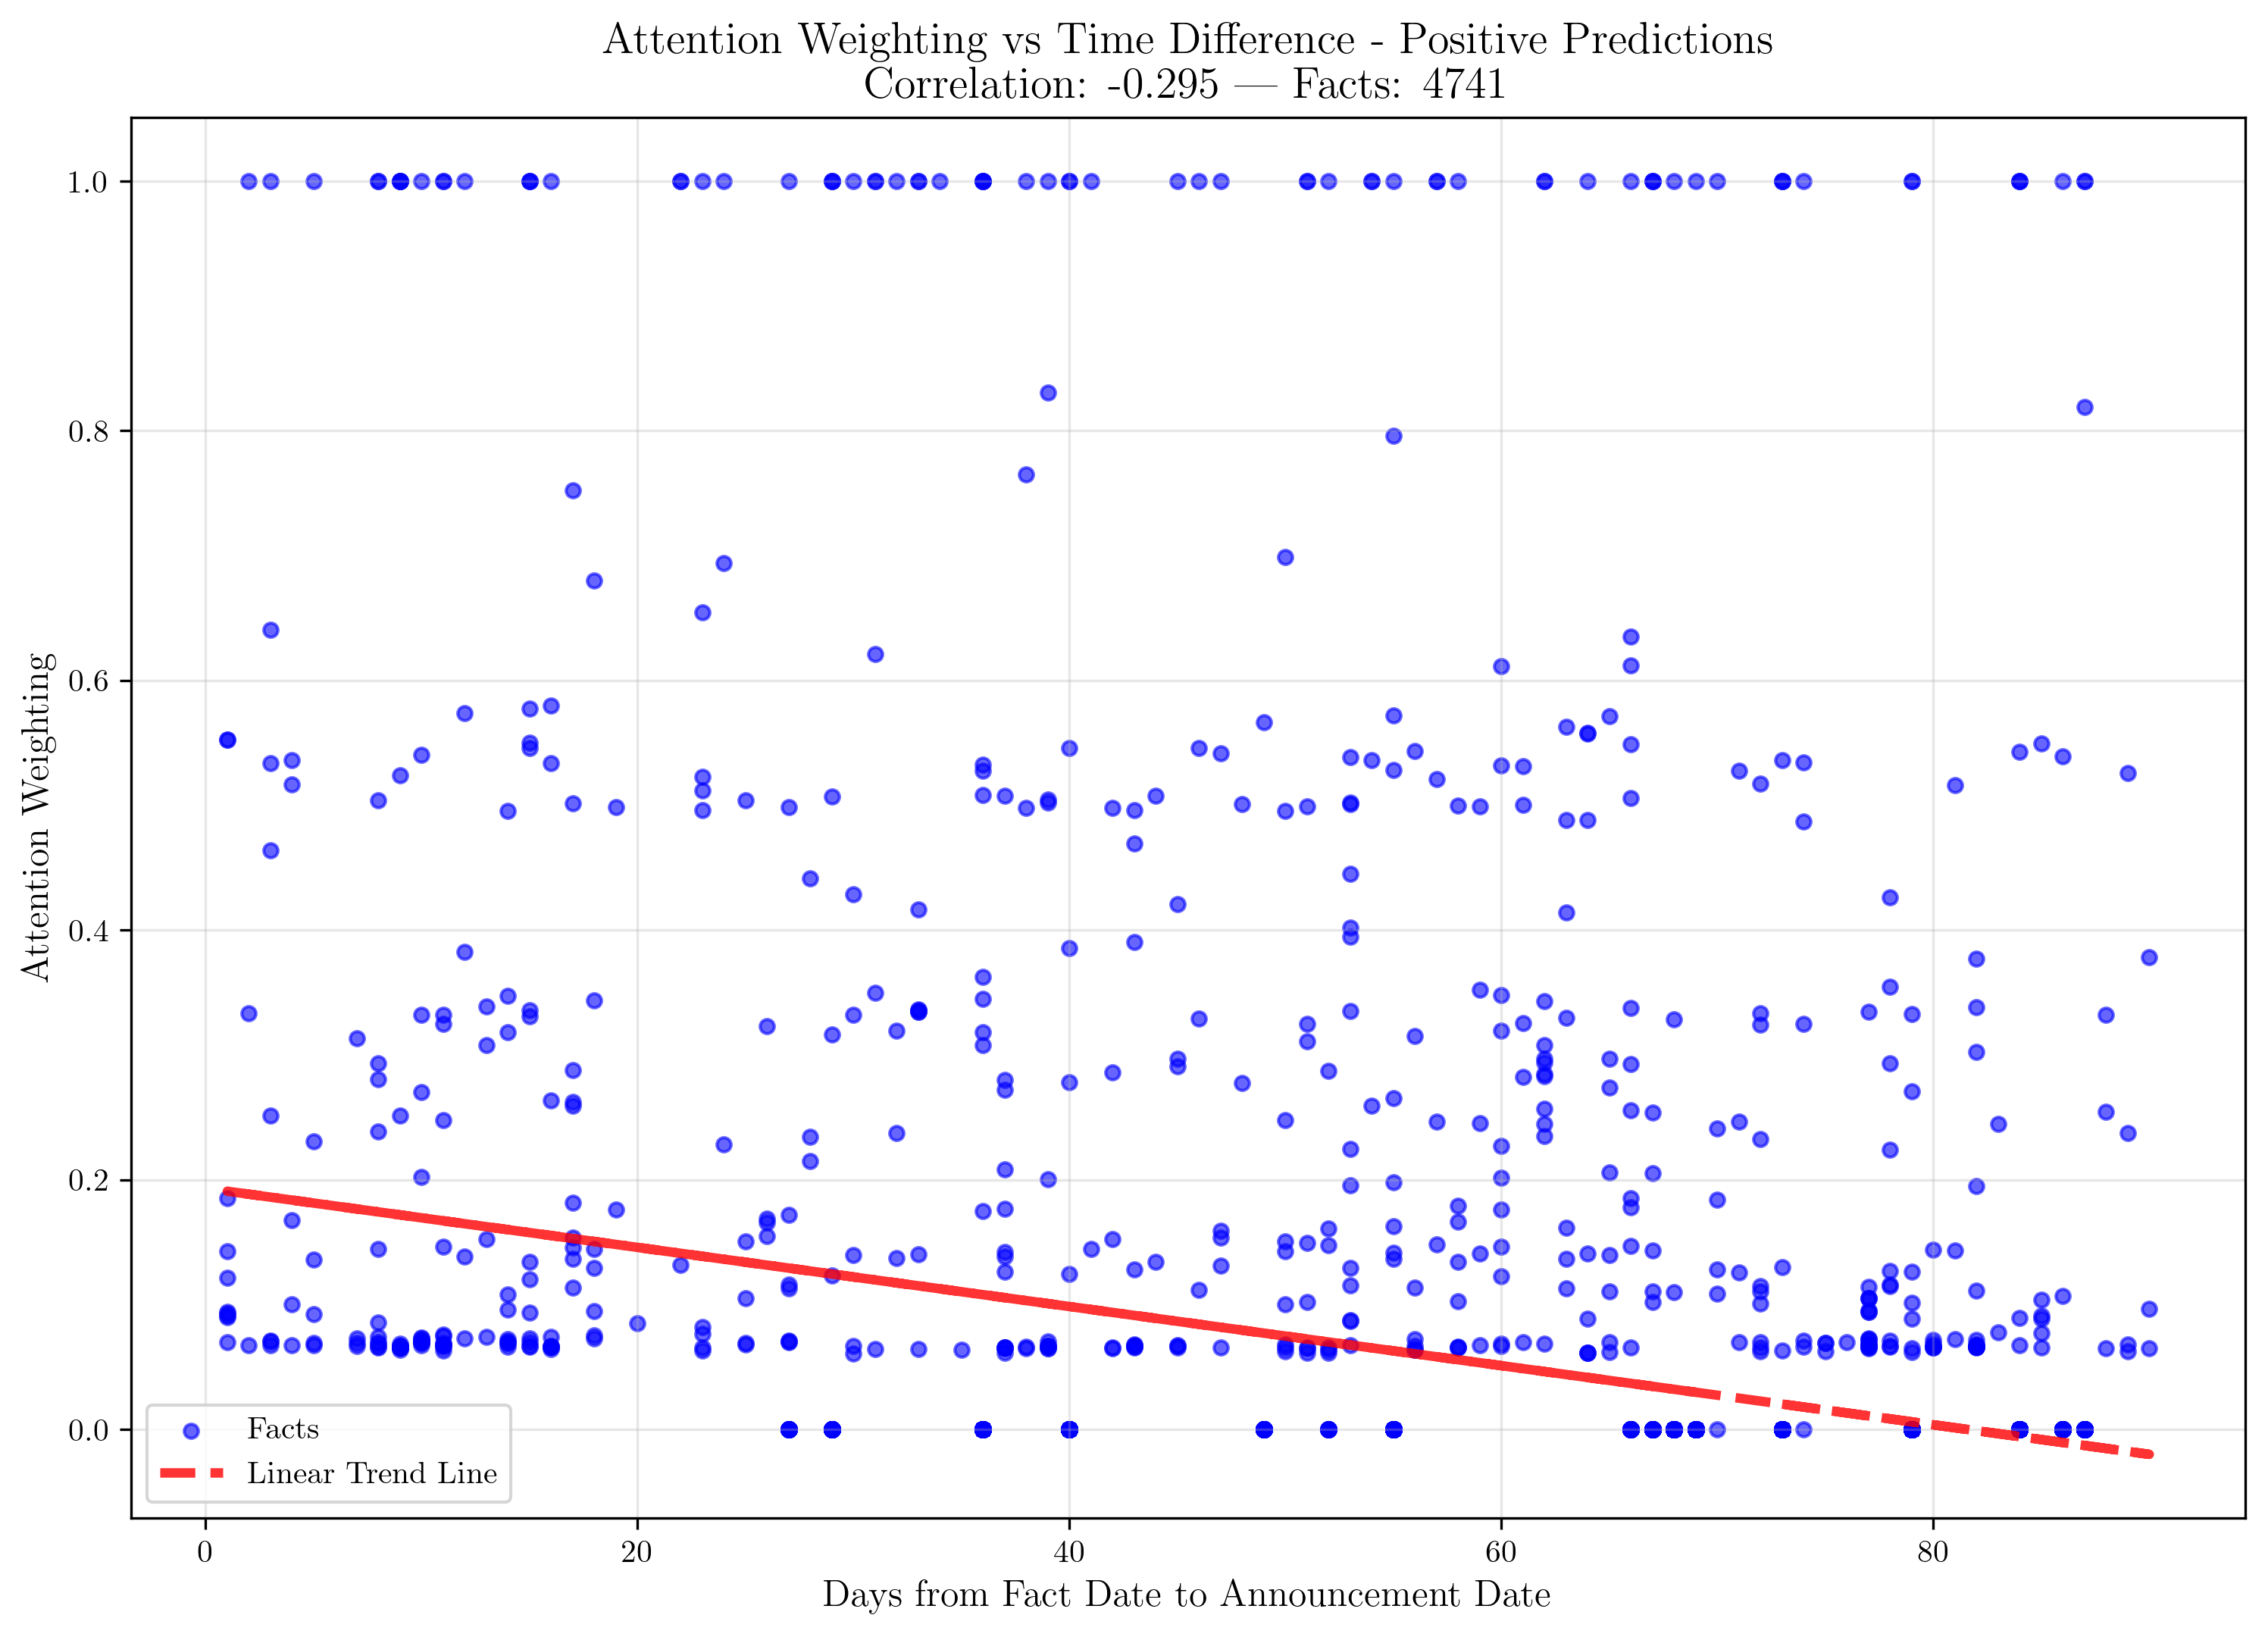 Attention Weighting vs Time Difference - Positive Predictions
Correlation: -0.295 — Facts: 4741
Attention Weighting
1.0
0.8
0.6
0.4
0.2
0.0
Facts
Linear Trend Line
0 20 40 60 80
Days from Fact Date to Announcement Date